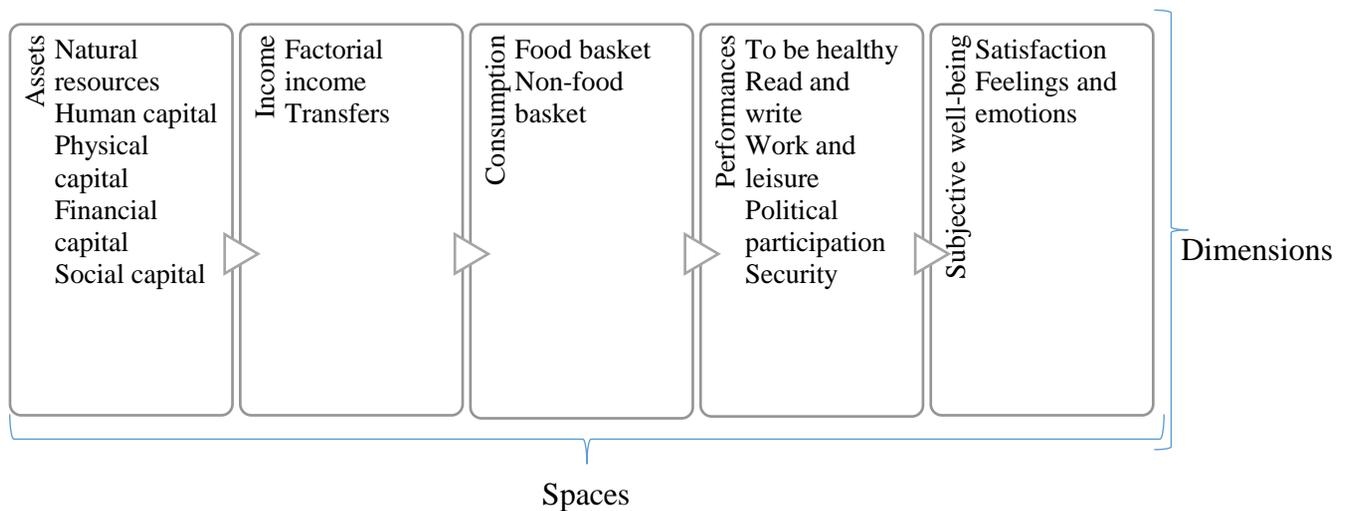 Assets
Natural
resources
Human capital
Physical
capital
Financial
capital
Social capital
Income
Factorial
income
Transfers
Consumption
Food basket
Non-food
basket
Performances
To be healthy
Read and
write
Work and
leisure
Political
participation
Security
Subjective well-being
Satisfaction
Feelings and
emotions
Dimensions
Spaces